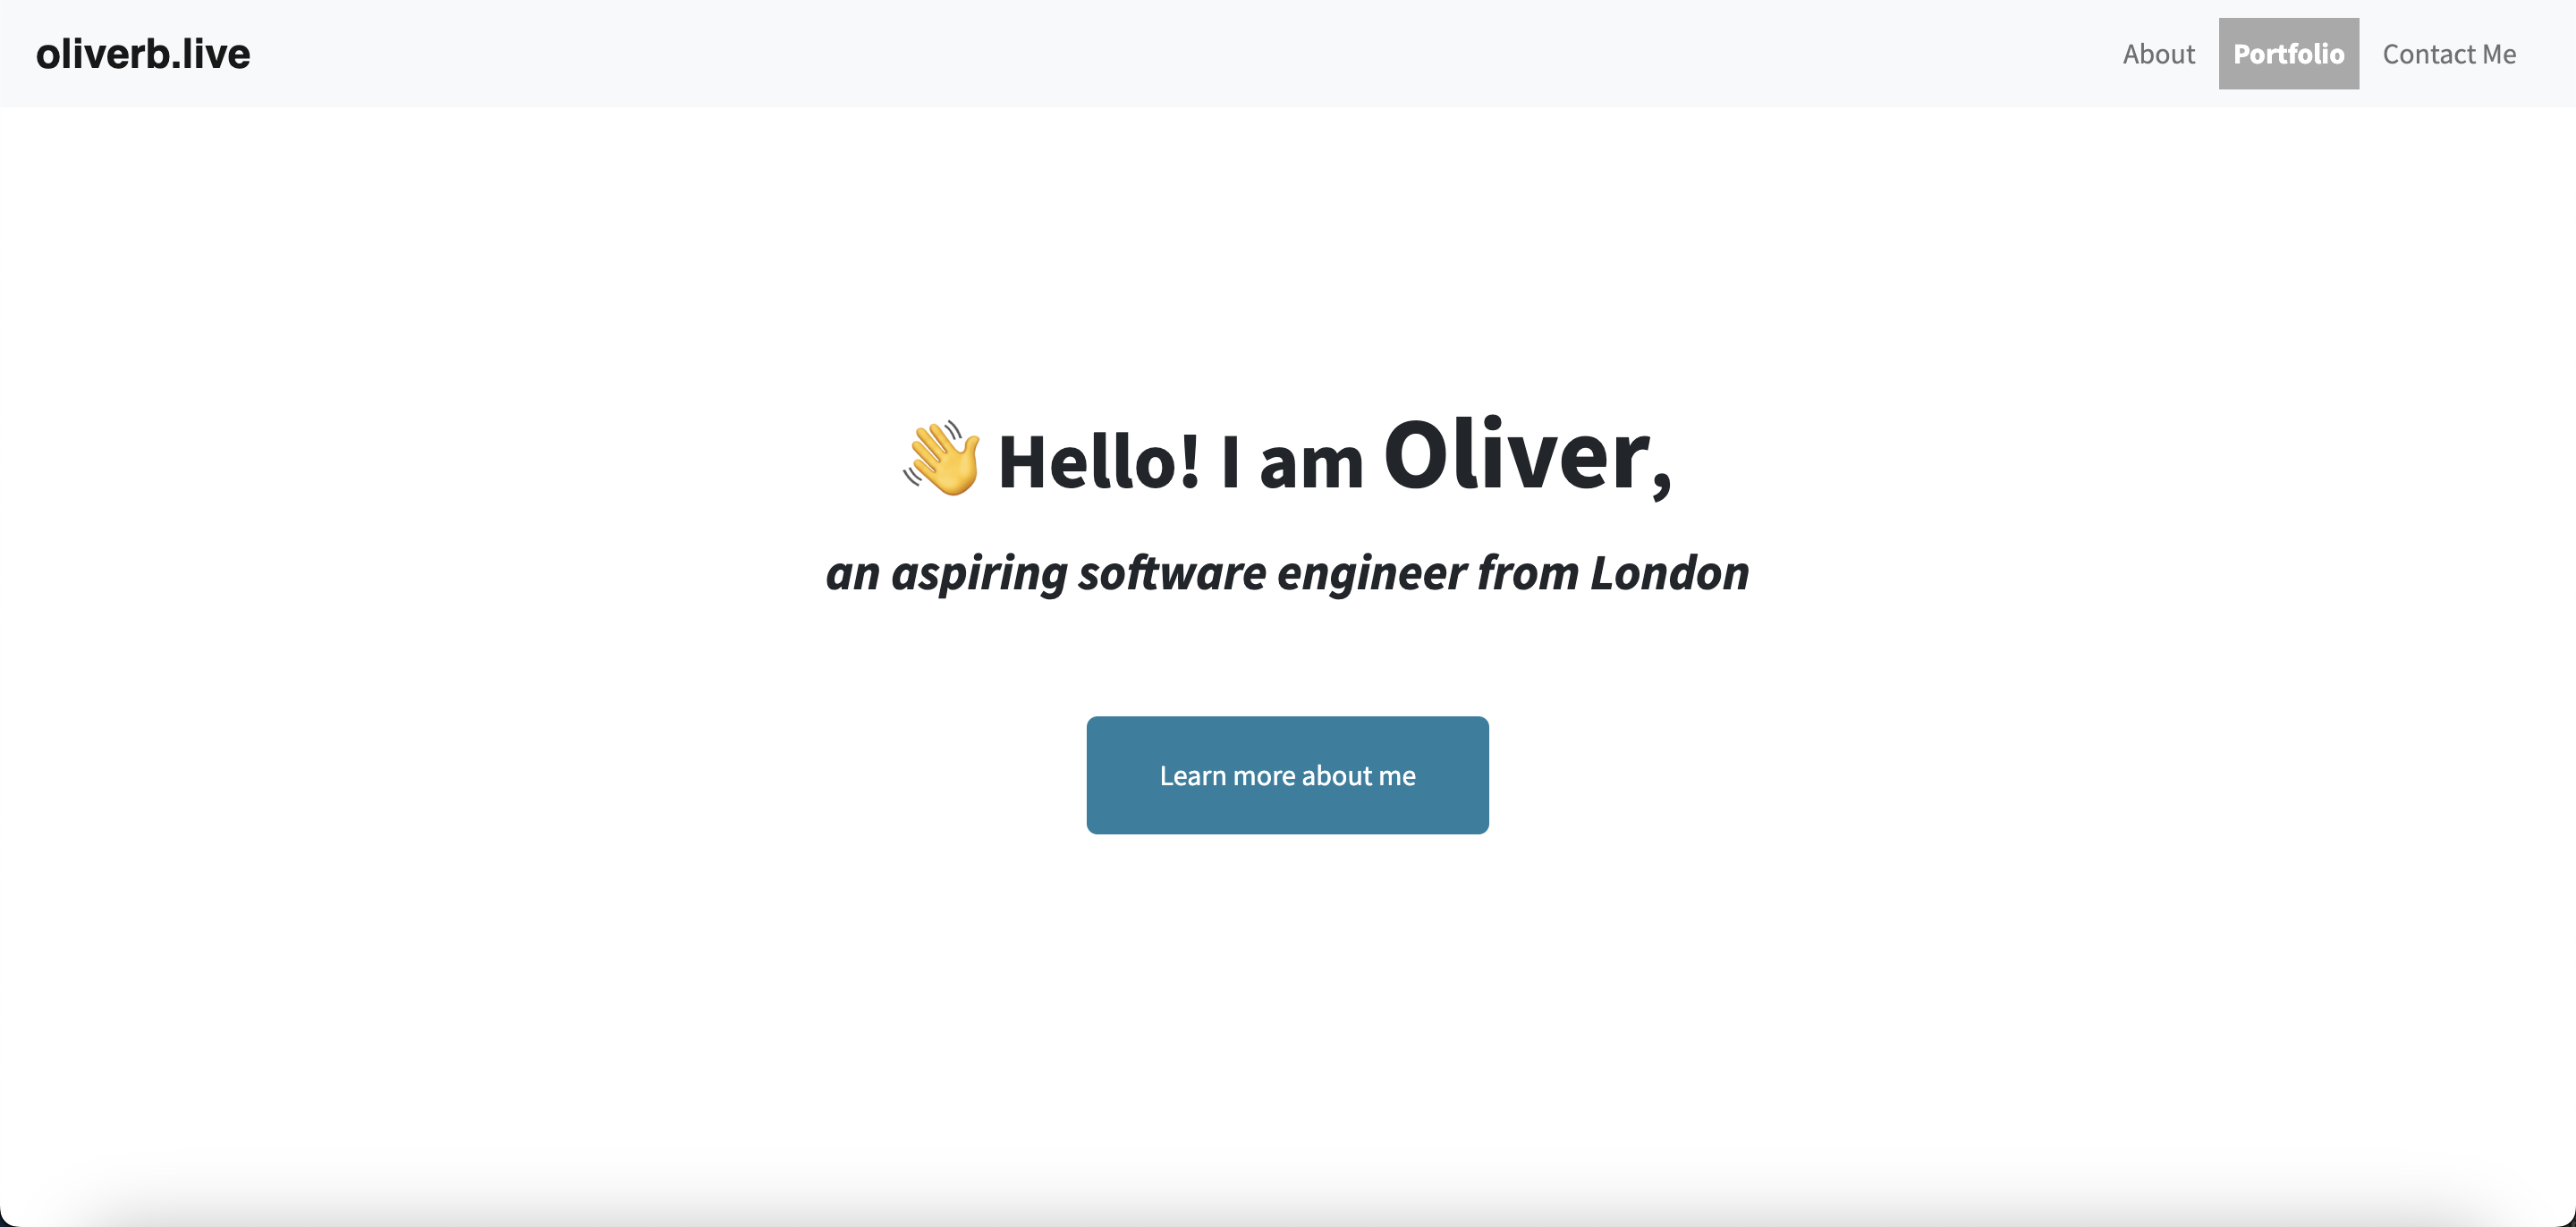 oliverb.live
About Portfolio Contact Me
👋 Hello! I am Oliver,
an aspiring software engineer from London
Learn more about me